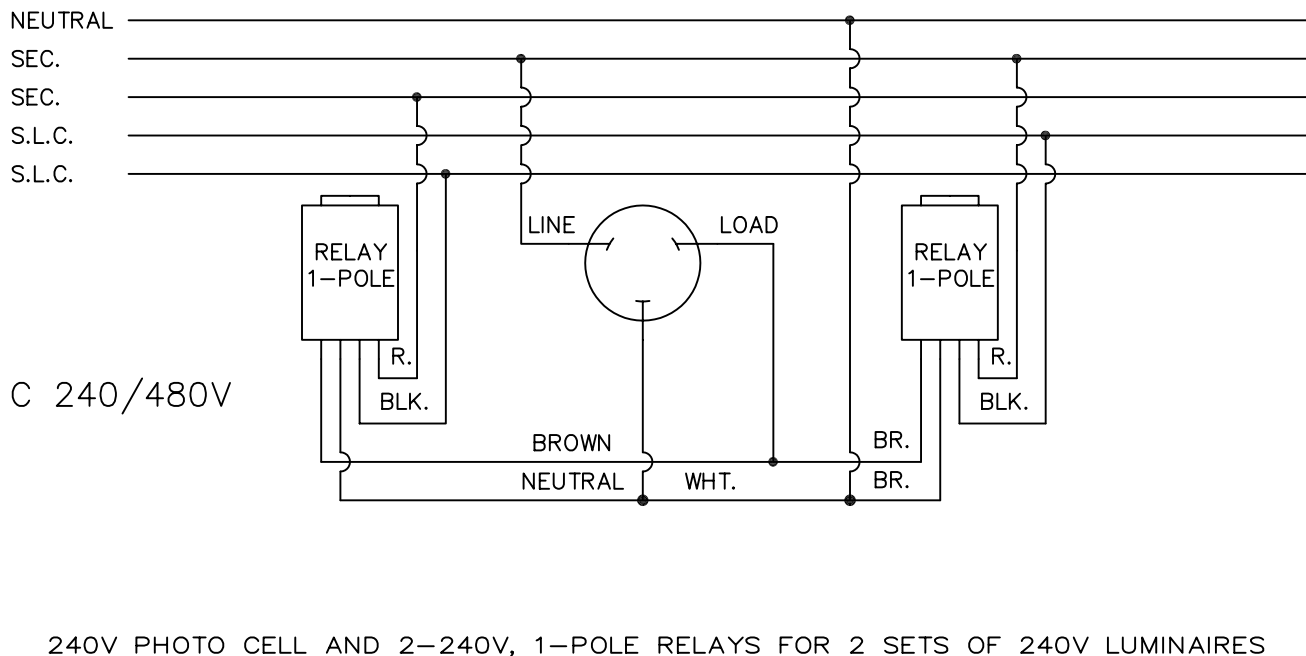 NEUTRAL
SEC.
SEC.
S.L.C.
S.L.C.
LINE
LOAD
RELAY
1-POLE
RELAY
1-POLE
R.
R.
C 240/480V
BLK.
BLK.
BROWN
BR.
NEUTRAL
WHT.
BR.
240V PHOTO CELL AND 2-240V, 1-POLE RELAYS FOR 2 SETS OF 240V LUMINAIRES